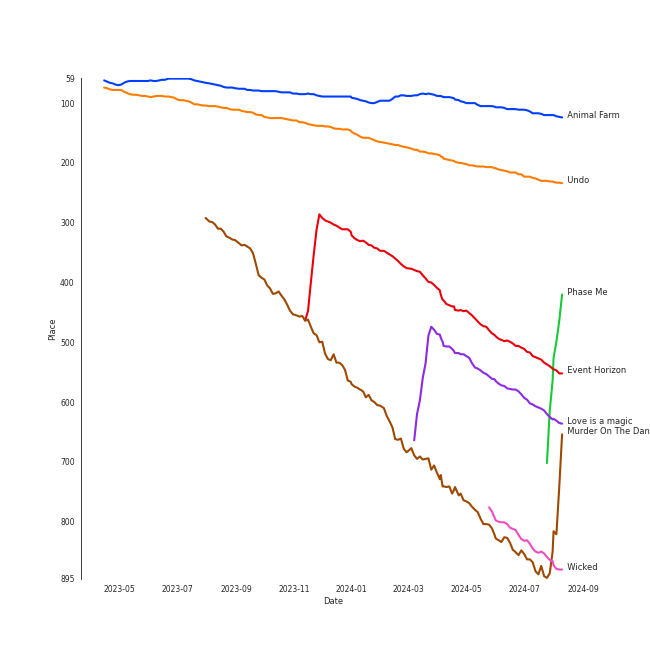 59
100
200
300
400
500
600
700
800
895
Place
Animal Farm
Undo
Phase Me
Event Horizon
Love is a magic
Murder On The Dan
Wicked
2023-05 2023-07 2023-09 2023-11 2024-01 2024-03 2024-05 2024-07 2024-09
Date